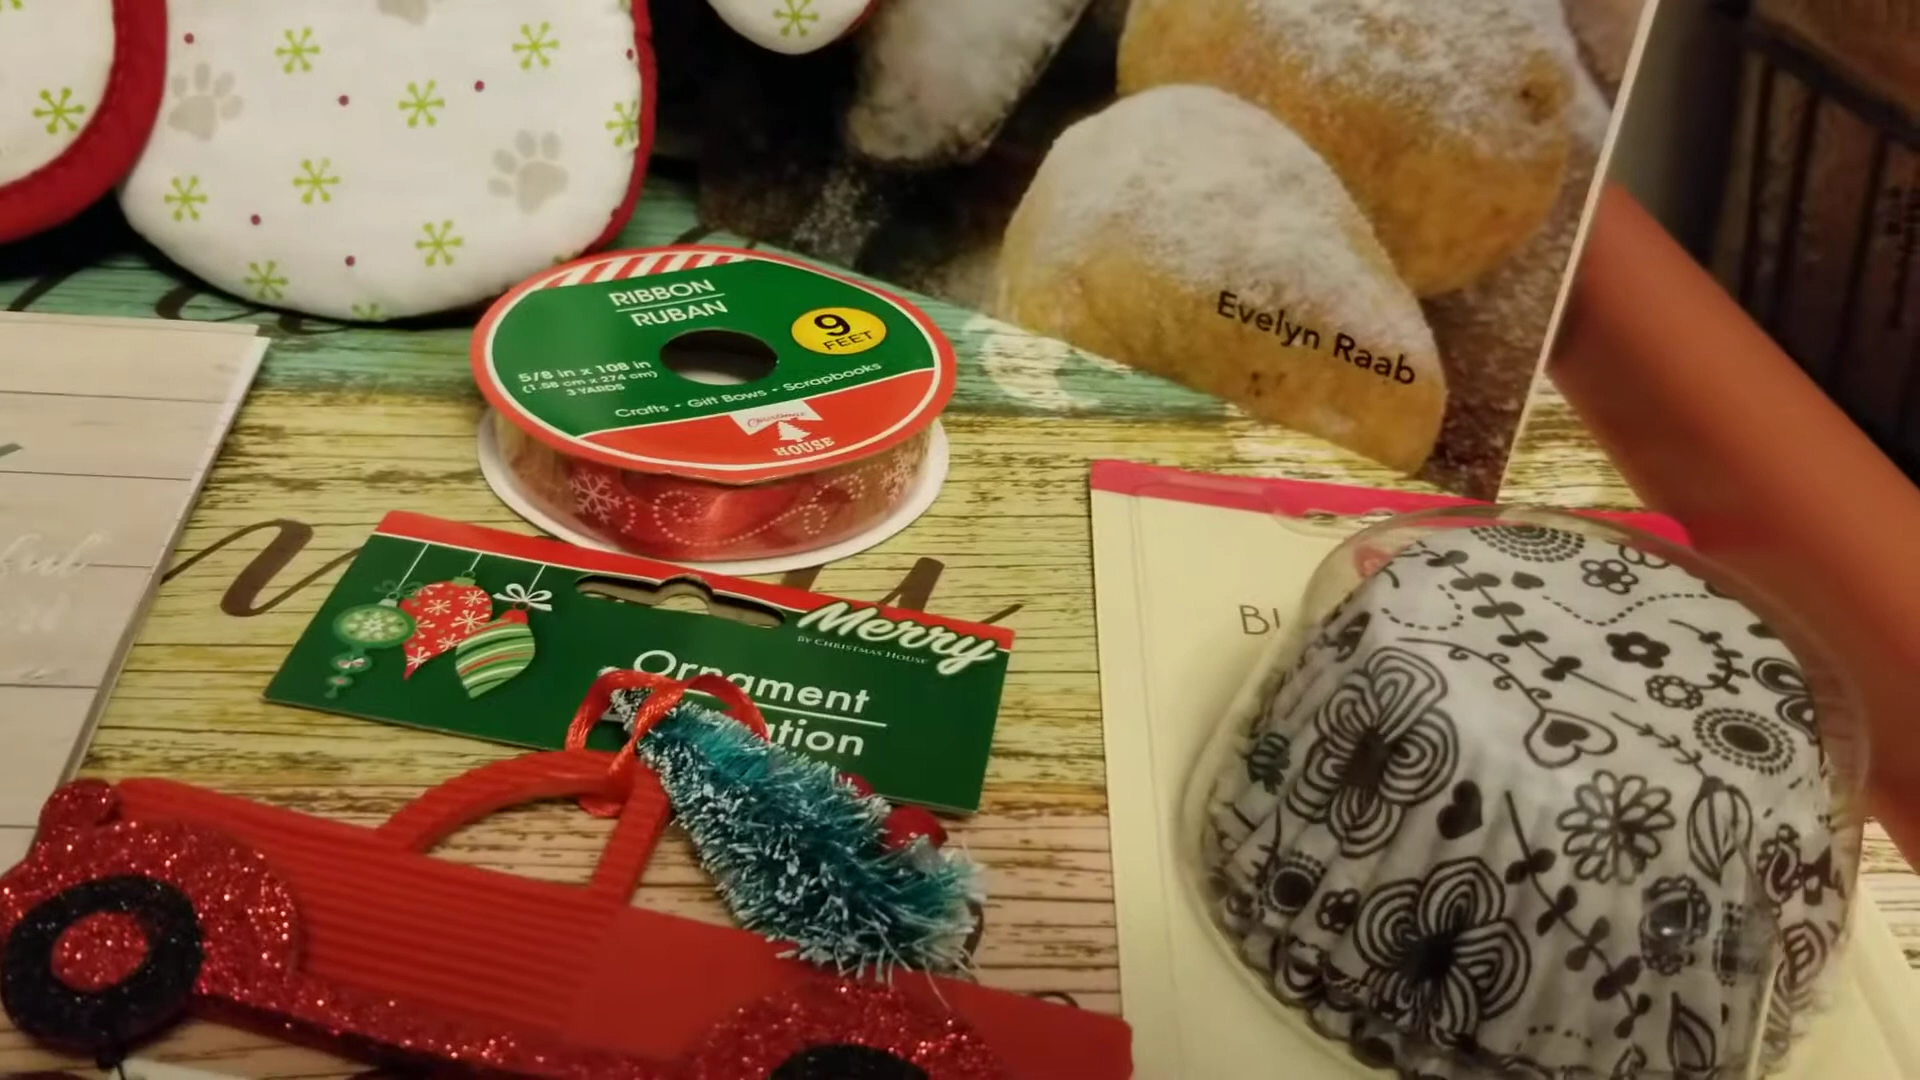 RIBBON
RUBAN
9
FEET
5/8 in x 108 in
(1.58 cm x 274 cm)
3 YARDS
Crafts • Gift Bows • Scrapbooks
Christmas
HOUSE
Evelyn Raab
Merry
BY CHRISTMAS HOUSE
Ornament